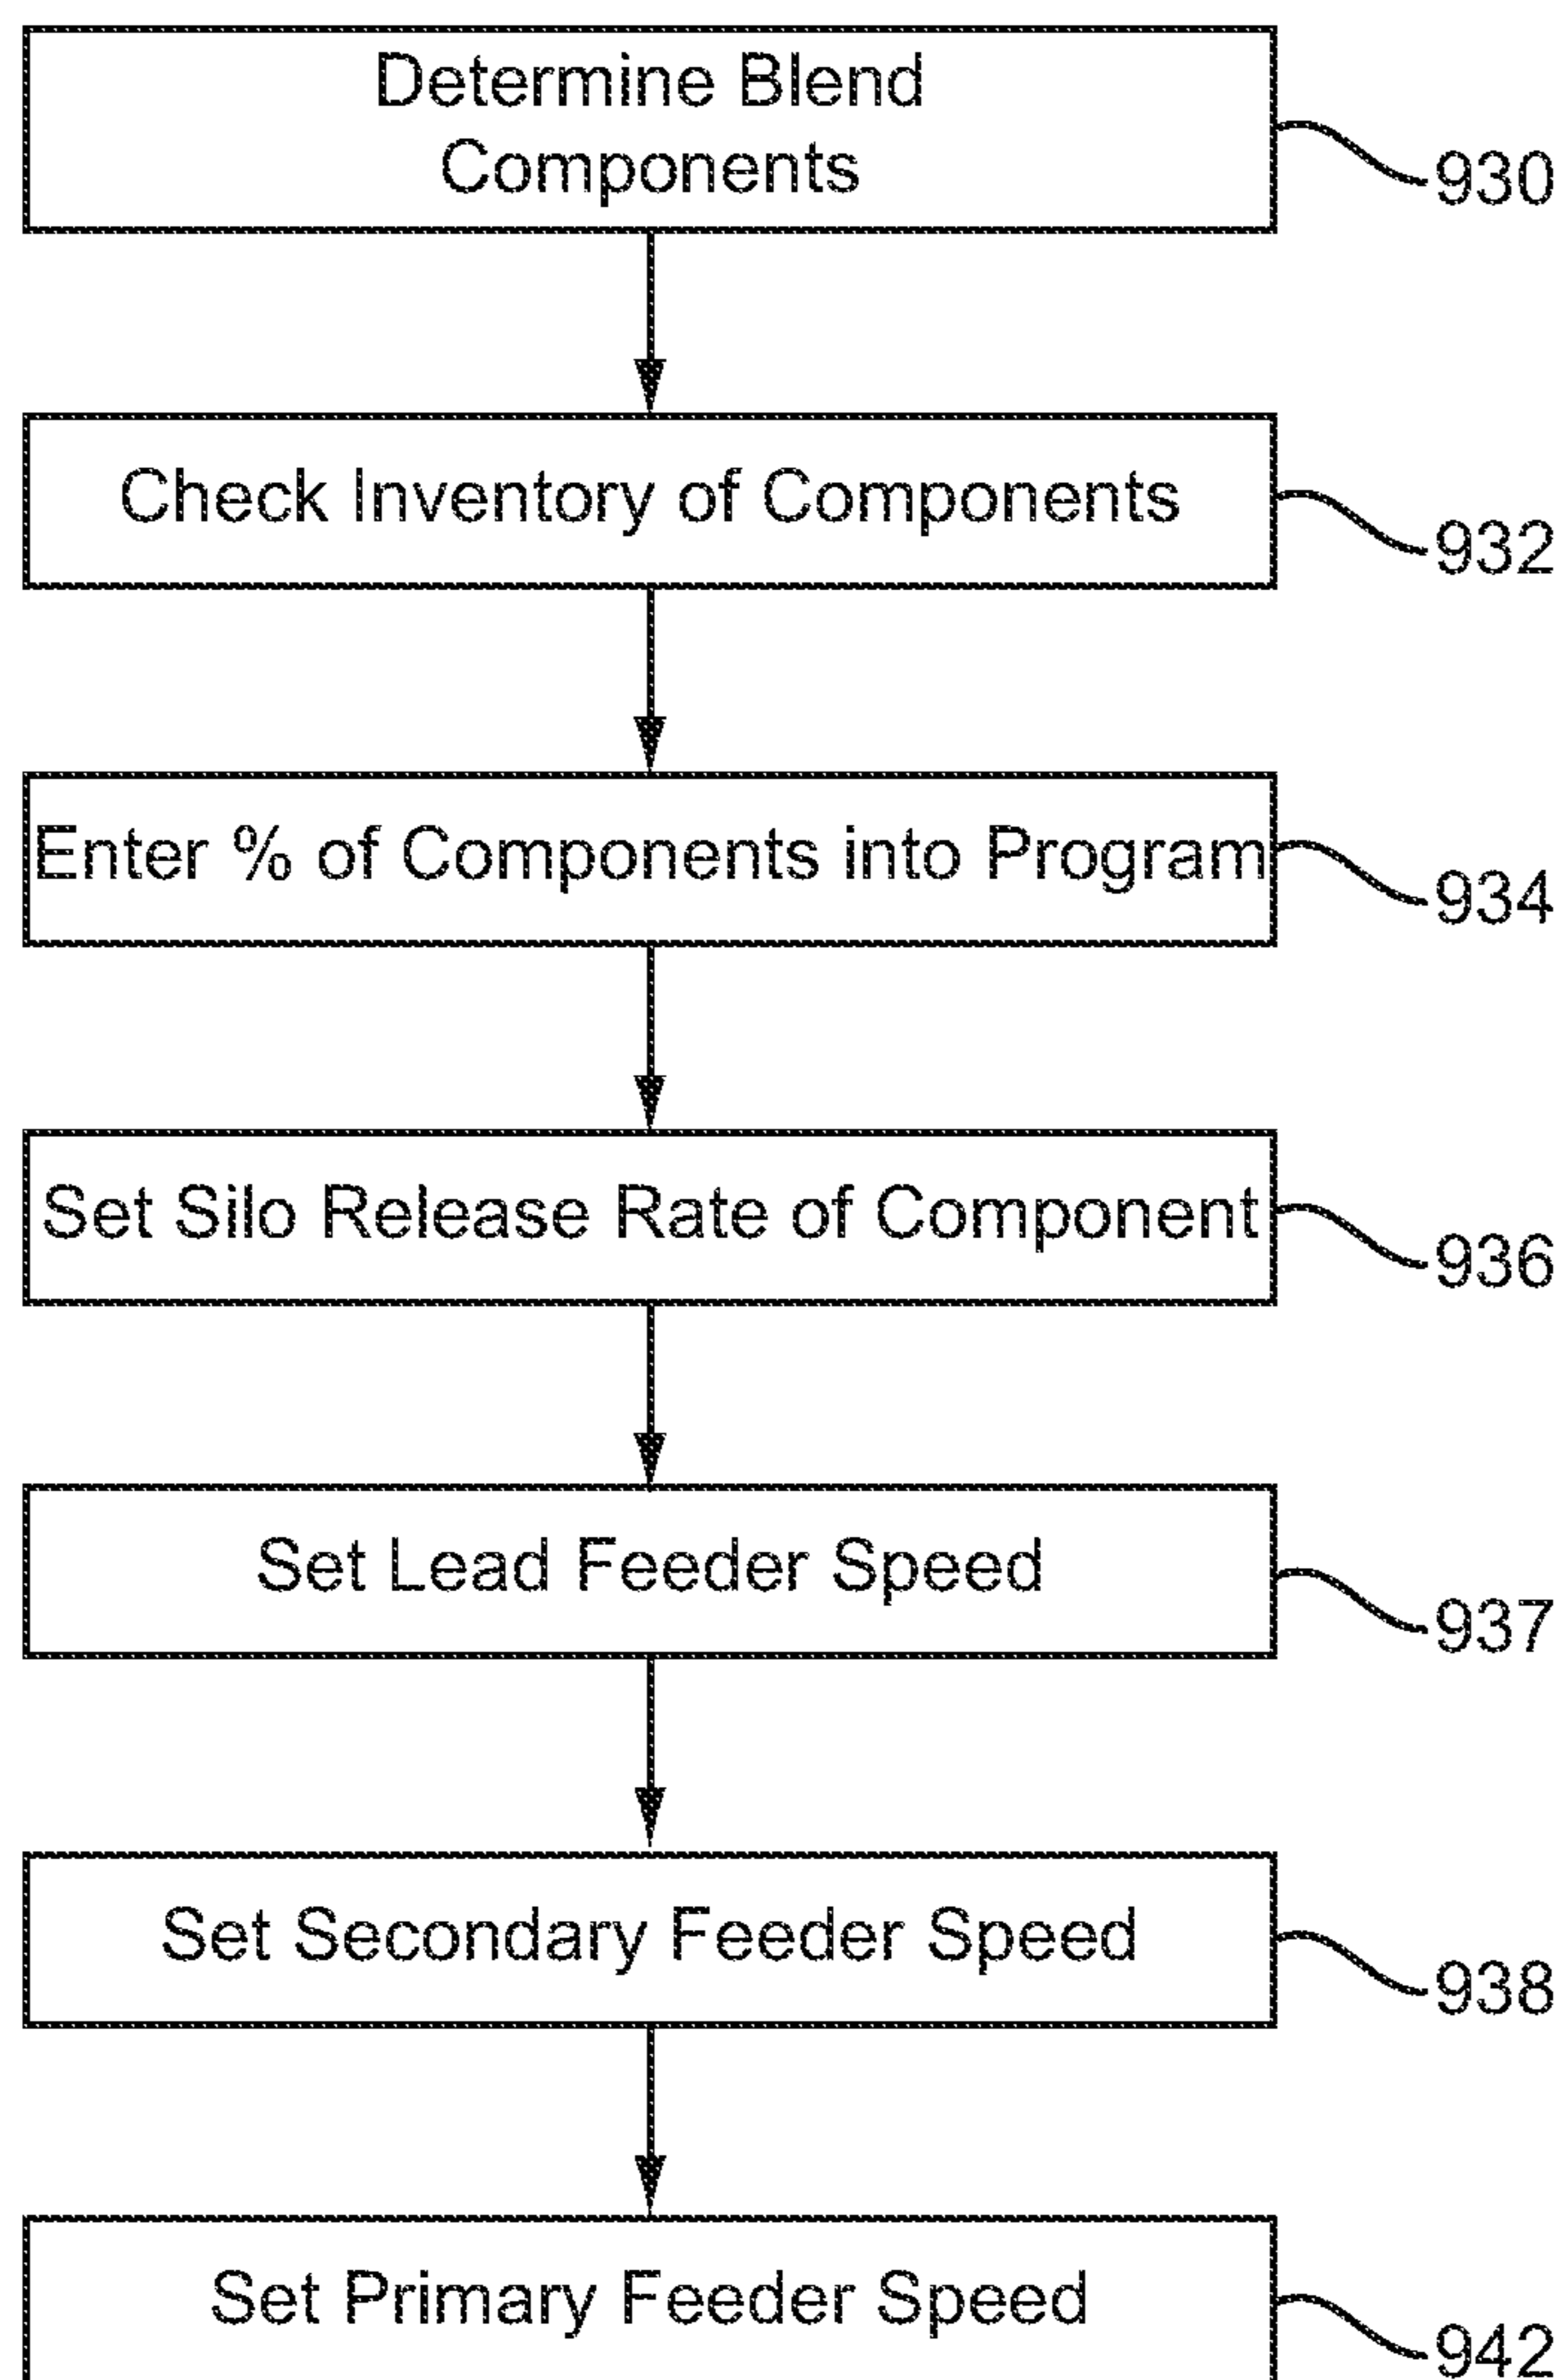 Determine Blend
Components
930
Check Inventory of Components
932
Enter % of Components into Program
934
Set Silo Release Rate of Component
936
Set Lead Feeder Speed
937
Set Secondary Feeder Speed
938
Set Primary Feeder Speed
942